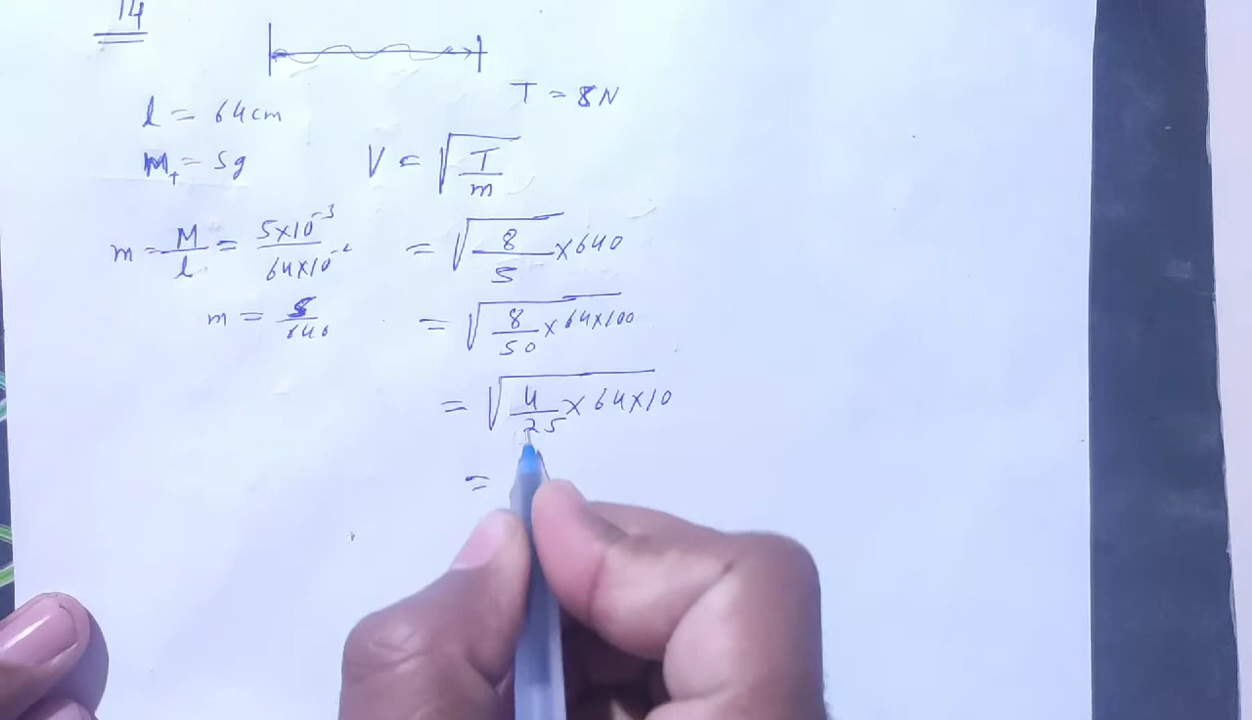 14
T = 8N
l = 64cm
M_T = 5g
V = √(T/m)
m = M/l = 5×10^-3/64×10^-2
= √(8/5 × 640)
m = 5/640
= √(8/50 × 64×100)
= √(4/25 × 64×10)
=